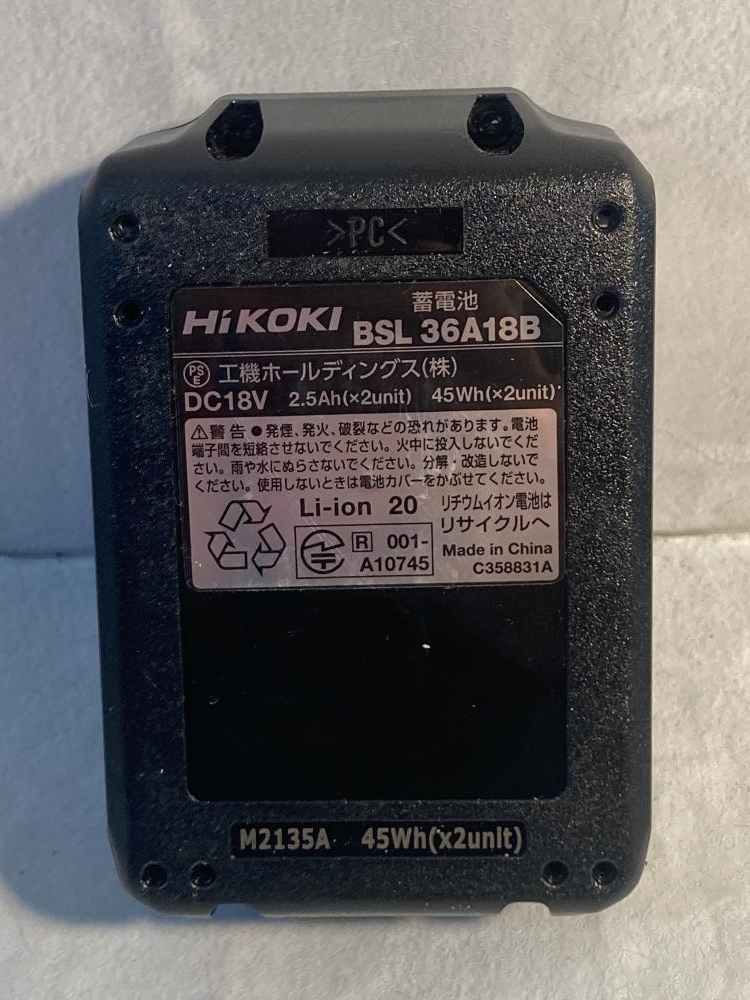 >PC<
HiKOKI 蓄電池
BSL 36A18B
PSE 工機ホールディングス(株)
DC18V 2.5Ah(×2unit) 45Wh(×2unit)
⚠警告 ●発煙、発火、破裂などの恐れがあります。電池
端子間を短絡させないでください。火中に投入しないでくだ
さい。雨や水にぬらさないでください。分解・改造しないで
ください。使用しないときは電池カバーをかぶせてください。
Li-ion 20
リチウムイオン電池は
リサイクルへ
R 001-
A10745
Made in China
C358831A
M2135A 45Wh(x2unit)